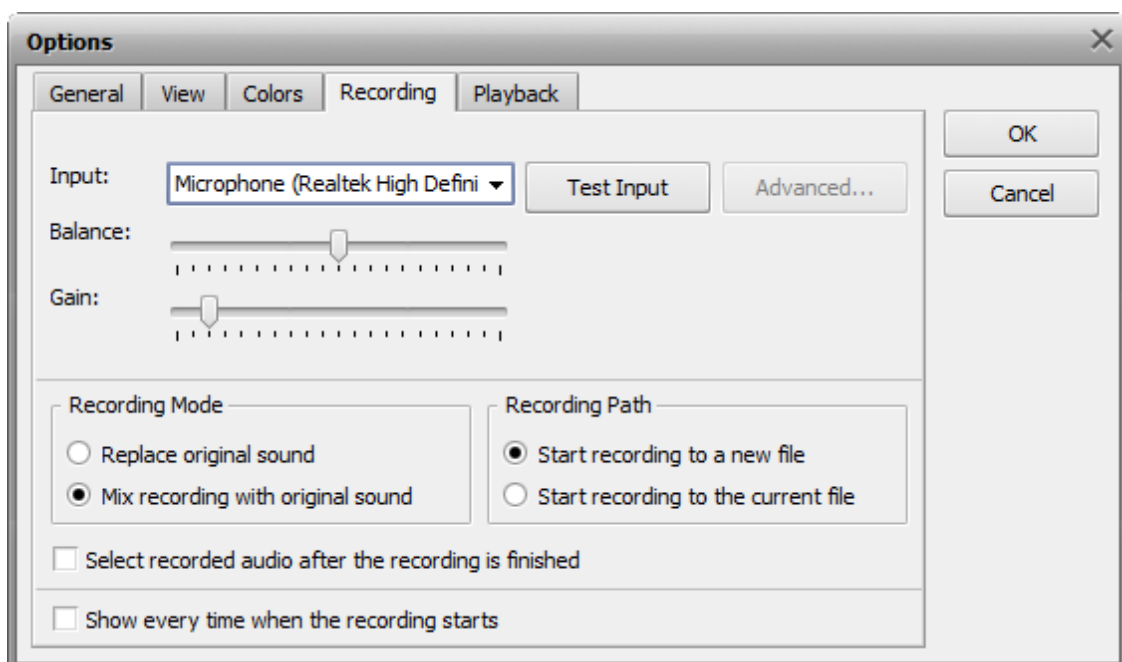 Options
General View Colors Recording Playback
OK
Input: Microphone (Realtek High Defini Test Input Advanced...
Cancel
Balance:
Gain:
Recording Mode Recording Path
Replace original sound Start recording to a new file
Mix recording with original sound Start recording to the current file
Select recorded audio after the recording is finished
Show every time when the recording starts